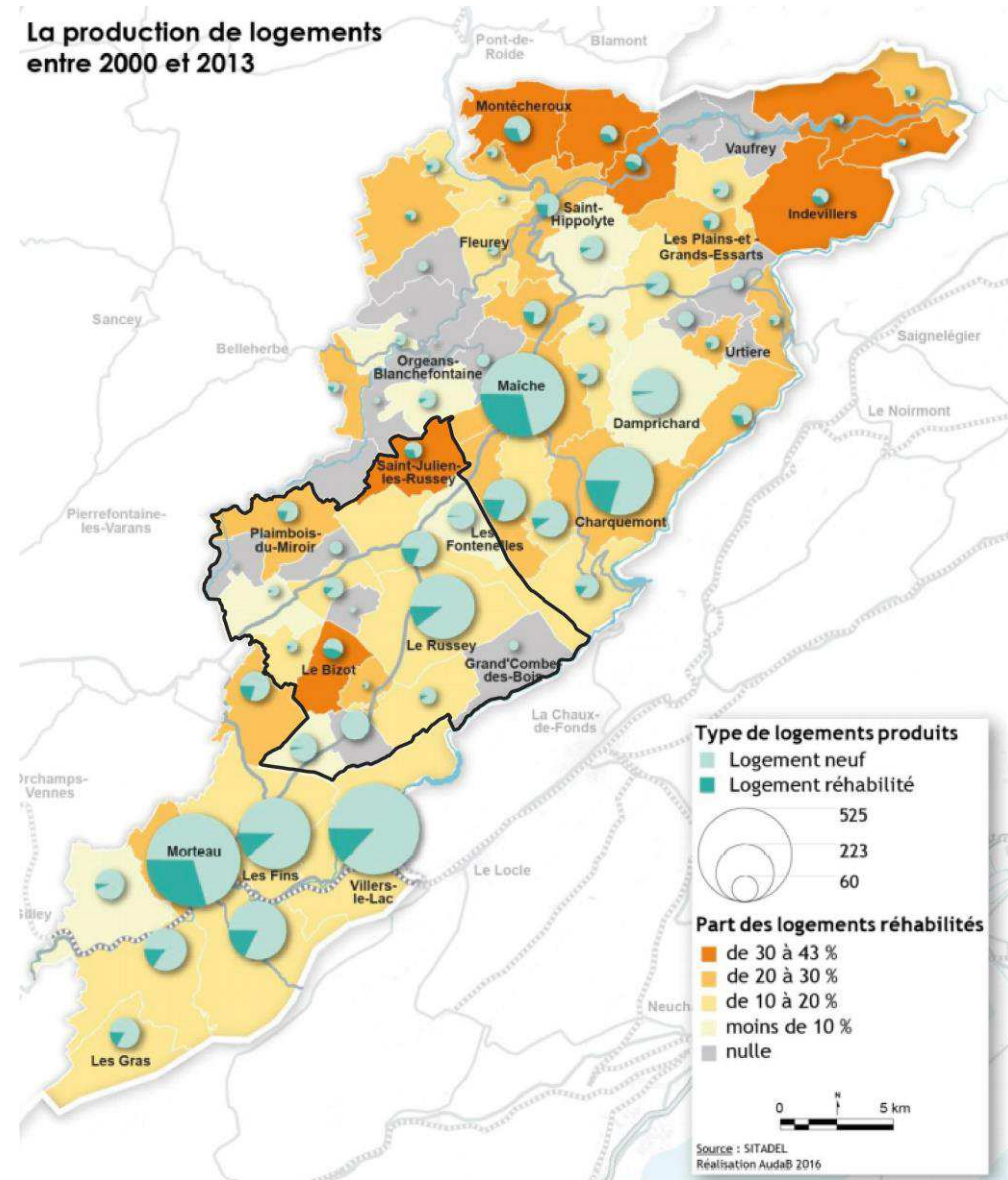 La production de logements
entre 2000 et 2013
Pont-de-
Roide
Blamont
Montécheroux
Vaufrey
Indevillers
Saint-
Hippolyte
Fleurey
Les Plains-et -
Grands-Essarts
Sancey
Belleherbe
Saignelégier
Urtiere
Orgeans-
Blanchefontaine
Maîche
Damprichard
Le Noirmont
Saint-Julien-
les-Russey
Pierrefontaine-
les-Varans
Plaimbois-
du-Miroir
Les
Fontenelles
Charquemont
Le Russey
Le Bizot
Grand'Combe
des-Bois
La Chaux-
de-Fonds
Orchamps-
Vennes
Morteau
Les Fins
Villers-
le-Lac
Le Locle
Les Gras
Type de logements produits
Logement neuf
Logement réhabilité
525
223
60
Part des logements réhabilités
de 30 à 43 %
de 20 à 30 %
de 10 à 20 %
moins de 10 %
nulle
N
0 5 km
Source : SITADEL
Réalisation AudaB 2016